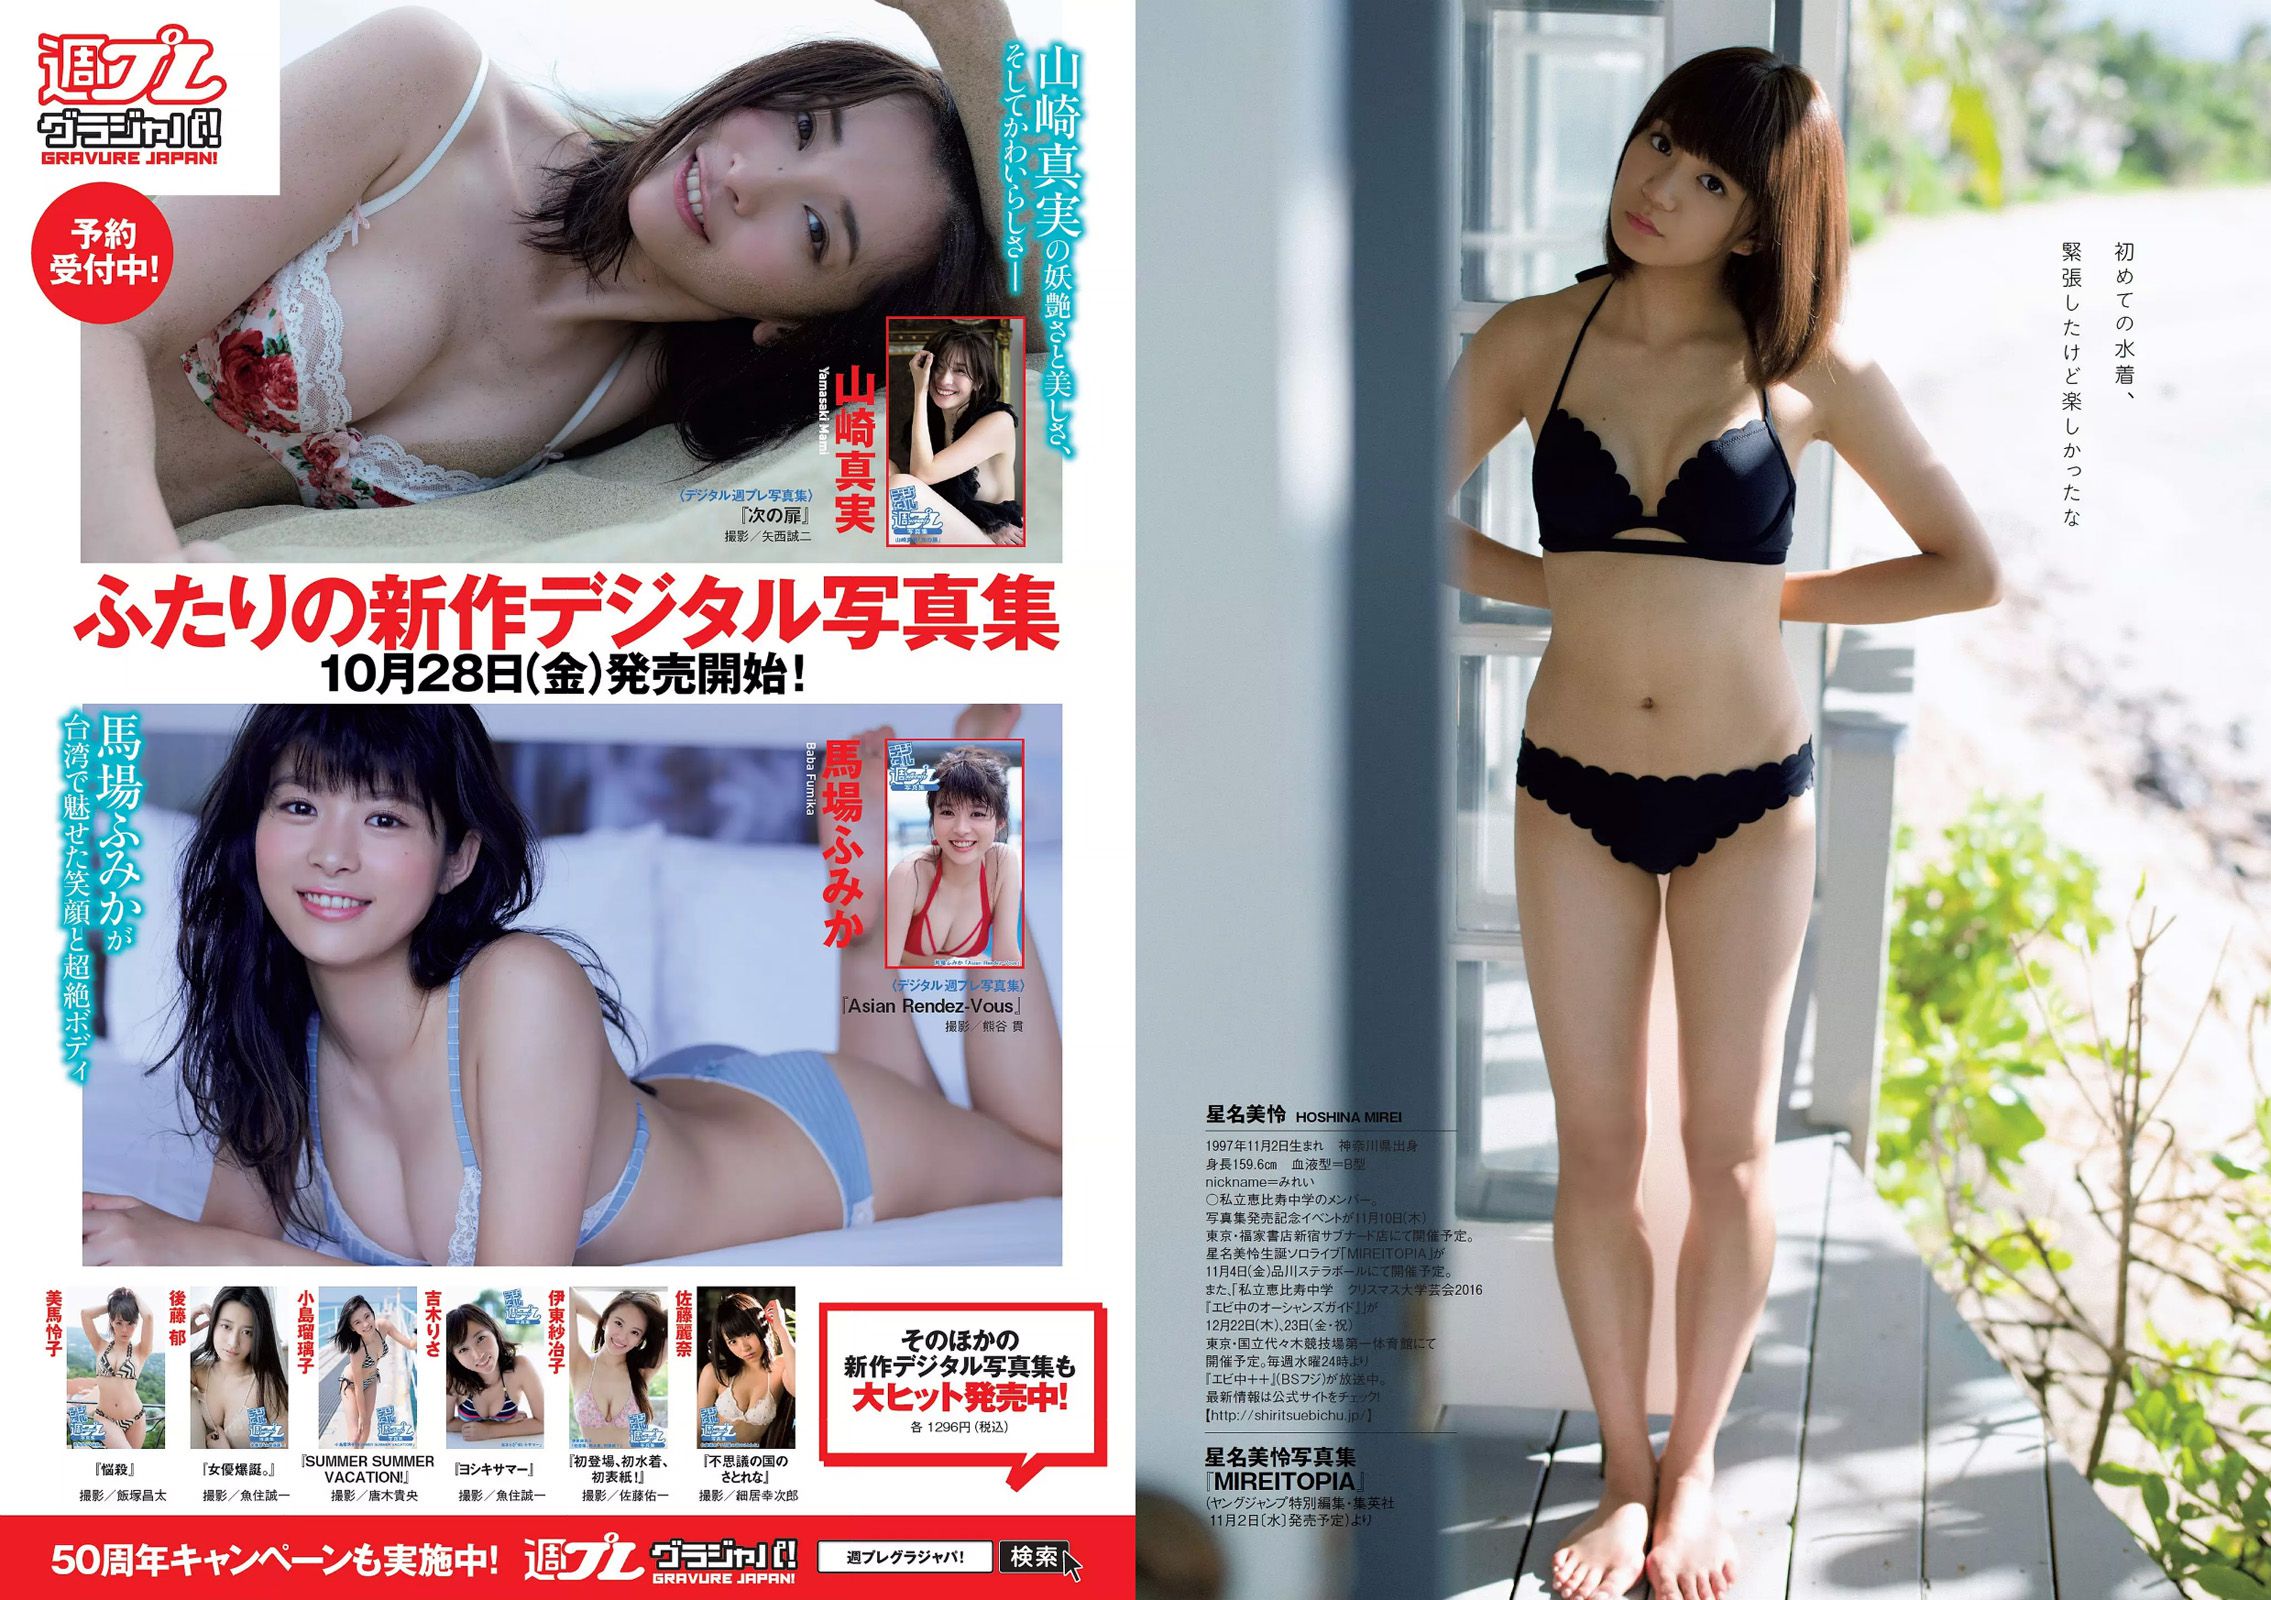 週プレ
グラジャパ!
GRAVURE JAPAN!
予約
受付中!
山崎真実の妖艶さと美しさ、
そしてかわいらしさ――
山崎真実
Yamasaki Mami
〈デジタル週プレ写真集〉
『次の扉』
撮影／矢西誠二
デジタル
週プレ
写真集
ふたりの新作デジタル写真集
10月28日(金)発売開始!
馬場ふみかが
台湾で魅せた笑顔と超絶ボディ
馬場ふみか
Baba Fumika
デジタル
週プレ
写真集
馬場ふみか「Asian Rendez-Vous」
〈デジタル週プレ写真集〉
『Asian Rendez-Vous』
撮影／熊谷 貫
美馬怜子
『悩殺』
撮影／飯塚昌太
後藤 郁
『女優爆誕。』
撮影／魚住誠一
小島瑠璃子
『SUMMER SUMMER
VACATION!』
撮影／唐木貴央
吉木りさ
『ヨシキサマー』
撮影／魚住誠一
伊東紗冶子
『初登場、初水着、
初表紙!』
撮影／佐藤佑一
佐藤麗奈
『不思議の国の
さとれな』
撮影／細居幸次郎
そのほかの
新作デジタル写真集も
大ヒット発売中!
各 1296円（税込）
50周年キャンペーンも実施中!
週プレ
グラジャパ!
GRAVURE JAPAN!
週プレグラジャパ!
検索
初めての水着、
緊張したけど楽しかったな
星名美怜 HOSHINA MIREI
1997年11月2日生まれ　神奈川県出身
身長159.6㎝　血液型＝B型
nickname＝みれい
○私立恵比寿中学のメンバー。
写真集発売記念イベントが11月10日(木)
東京・福家書店新宿サブナード店にて開催予定。
星名美怜生誕ソロライブ「MIREITOPIA」が
11月4日(金)品川ステラボールにて開催予定。
また、「私立恵比寿中学　クリスマス大学芸会2016
『エビ中のオーシャンズガイド』」が
12月22日(木)、23日(金・祝)
東京・国立代々木競技場第一体育館にて
開催予定。毎週水曜24時より
『エビ中++』(BSフジ)が放送中。
最新情報は公式サイトをチェック!
【http://shiritsuebichu.jp/】
星名美怜写真集
『MIREITOPIA』
(ヤングジャンプ特別編集・集英社
11月2日〔水〕発売予定)より